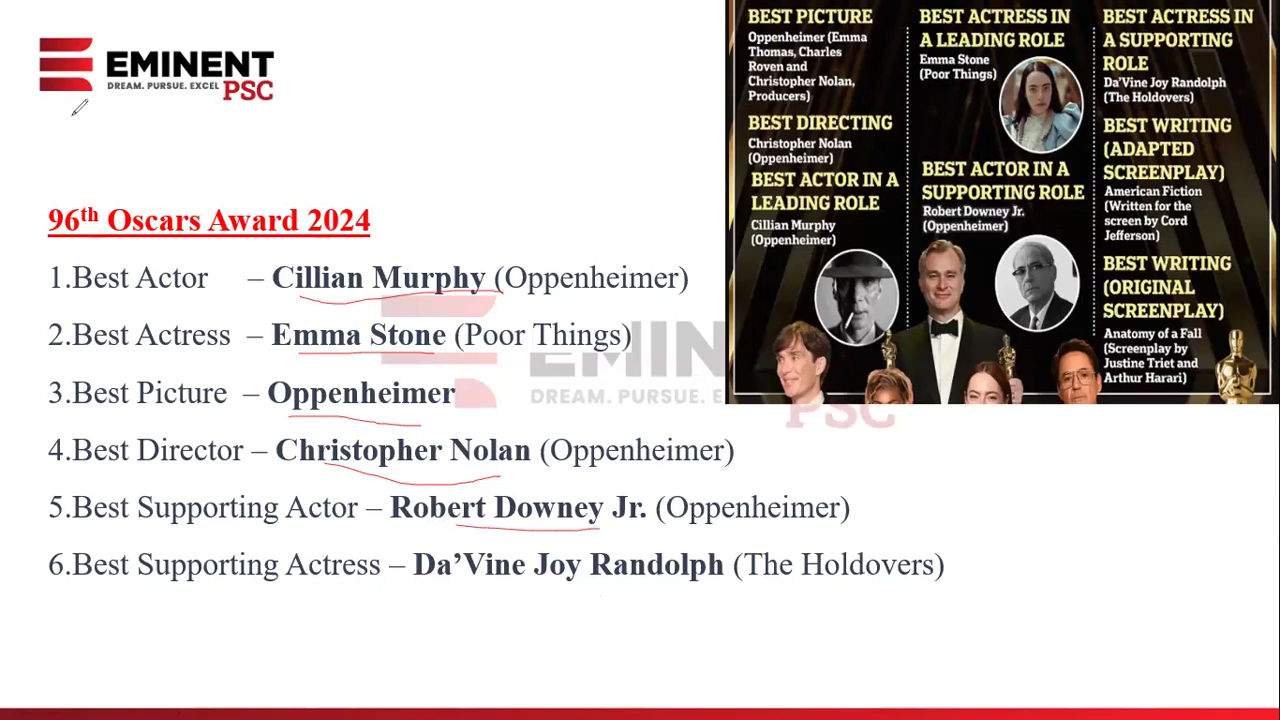 EMINENT
DREAM. PURSUE. EXCEL
PSC
96th Oscars Award 2024
1.Best Actor – Cillian Murphy (Oppenheimer)
2.Best Actress – Emma Stone (Poor Things)
3.Best Picture – Oppenheimer
4.Best Director – Christopher Nolan (Oppenheimer)
5.Best Supporting Actor – Robert Downey Jr. (Oppenheimer)
6.Best Supporting Actress – Da’Vine Joy Randolph (The Holdovers)
EMINEN
DREAM. PURSUE. E
PSC
BEST PICTURE
Oppenheimer (Emma
Thomas, Charles
Roven and
Christopher Nolan,
Producers)
BEST DIRECTING
Christopher Nolan
(Oppenheimer)
BEST ACTOR IN A
LEADING ROLE
Cillian Murphy
(Oppenheimer)
BEST ACTRESS IN
A LEADING ROLE
Emma Stone
(Poor Things)
BEST ACTOR IN A
SUPPORTING ROLE
Robert Downey Jr.
(Oppenheimer)
BEST ACTRESS IN
A SUPPORTING
ROLE
Da’Vine Joy Randolph
(The Holdovers)
BEST WRITING
(ADAPTED
SCREENPLAY)
American Fiction
(Written for the
screen by Cord
Jefferson)
BEST WRITING
(ORIGINAL
SCREENPLAY)
Anatomy of a Fall
(Screenplay by
Justine Triet and
Arthur Harari)